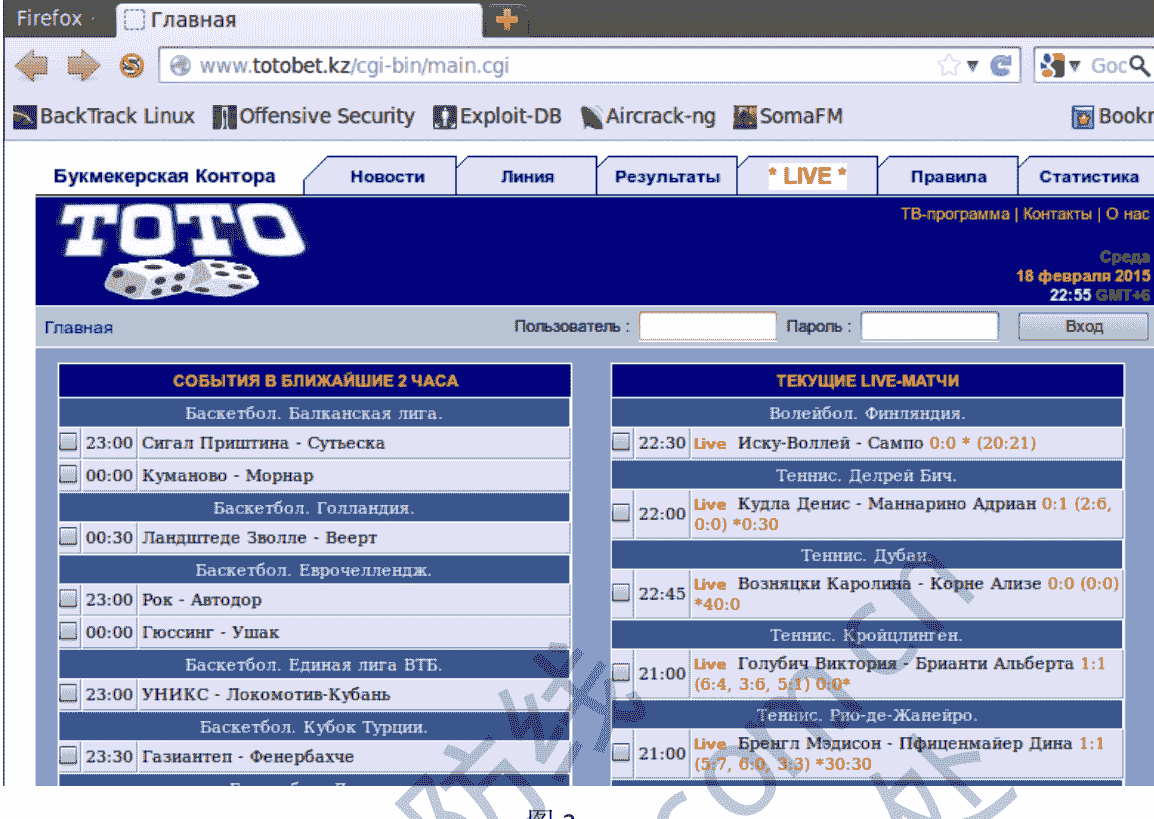 Firefox
Главная
www.totobet.kz/cgi-bin/main.cgi
BackTrack Linux Offensive Security Exploit-DB Aircrack-ng SomaFM
Букмекерская Контора Новости Линия Результаты * LIVE * Правила Статистика
ТОТО
ТВ-программа | Контакты | О нас
Среда
18 февраля 2015
22:55 GMT+6
Главная Пользователь : Пароль : Вход
СОБЫТИЯ В БЛИЖАЙШИЕ 2 ЧАСА
Баскетбол. Балканская лига.
23:00 Сигал Приштина - Сутьеска
00:00 Куманово - Морнар
Баскетбол. Голландия.
00:30 Ландштеде Зволле - Веерт
Баскетбол. Еврочеллендж.
23:00 Рок - Автодор
00:00 Гюссинг - Ушак
Баскетбол. Единая лига ВТБ.
23:00 УНИКС - Локомотив-Кубань
Баскетбол. Кубок Турции.
23:30 Газиантеп - Фенербахче
ТЕКУЩИЕ LIVE-МАТЧИ
Волейбол. Финляндия.
22:30 Live Иску-Воллей - Сампо 0:0 * (20:21)
Теннис. Делрей Бич.
22:00 Live Кудла Денис - Маннарино Адриан 0:1 (2:6,
0:0) *0:30
Теннис. Дубаи.
22:45 Live Возняцки Каролина - Корне Ализе 0:0 (0:0)
*40:0
Теннис. Кройцлинген.
21:00 Live Голубич Виктория - Брианти Альберта 1:1
(6:4, 3:6, 5:1) 0:0*
Теннис. Рио-де-Жанейро.
21:00 Live Бренгл Мэдисон - Пфиценмайер Дина 1:1
(5:7, 6:0, 3:3) *30:30
防线
com.cn